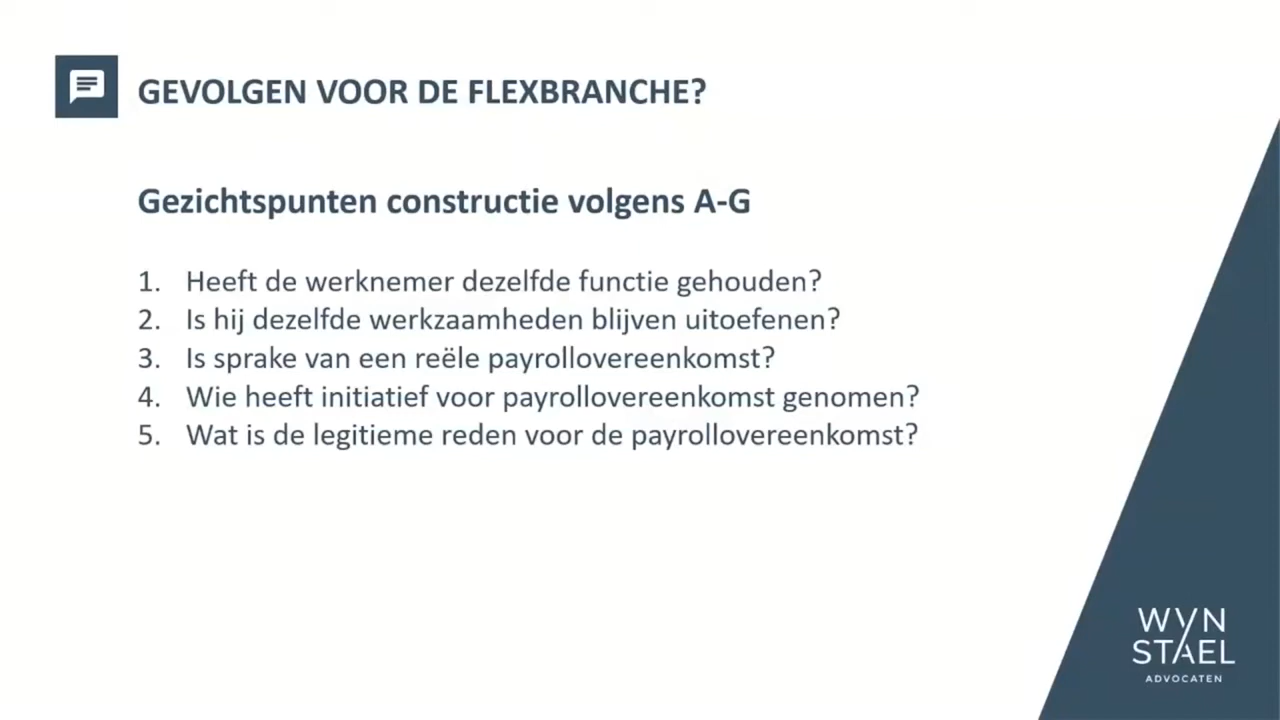 GEVOLGEN VOOR DE FLEXBRANCHE?
Gezichtspunten constructie volgens A-G
1. Heeft de werknemer dezelfde functie gehouden?
2. Is hij dezelfde werkzaamheden blijven uitoefenen?
3. Is sprake van een reële payrollovereenkomst?
4. Wie heeft initiatief voor payrollovereenkomst genomen?
5. Wat is de legitieme reden voor de payrollovereenkomst?
WYN
STAEL
ADVOCATEN